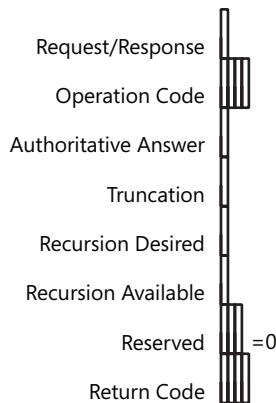 Request/Response
Operation Code
Authoritative Answer
Truncation
Recursion Desired
Recursion Available
Reserved =0
Return Code